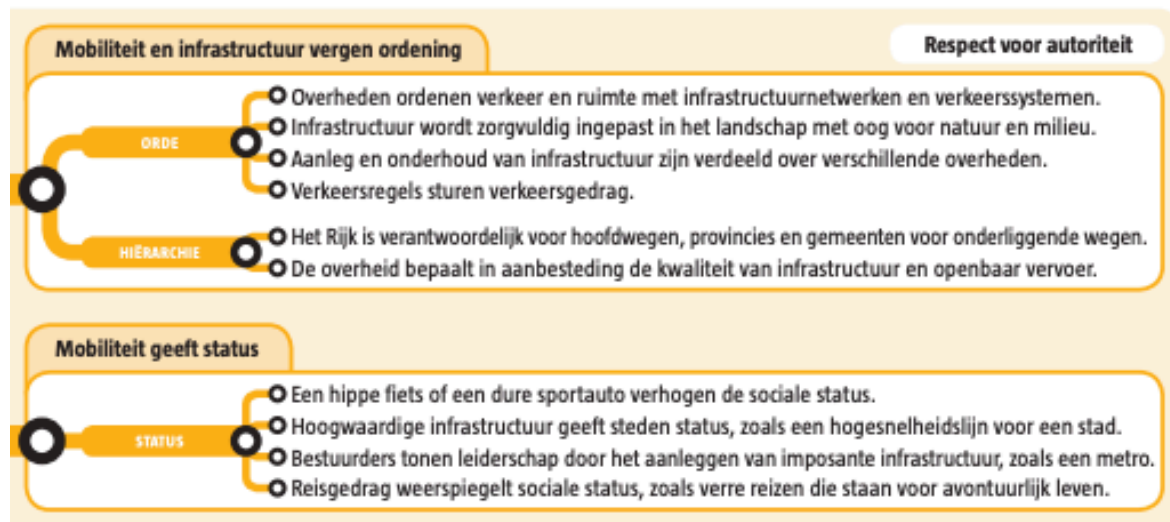 Mobiliteit en infrastructuur vergen ordening
Respect voor autoriteit
ORDE
Overheden ordenen verkeer en ruimte met infrastructuurnetwerken en verkeerssystemen.
Infrastructuur wordt zorgvuldig ingepast in het landschap met oog voor natuur en milieu.
Aanleg en onderhoud van infrastructuur zijn verdeeld over verschillende overheden.
Verkeersregels sturen verkeersgedrag.
HIËRARCHIE
Het Rijk is verantwoordelijk voor hoofdwegen, provincies en gemeenten voor onderliggende wegen.
De overheid bepaalt in aanbesteding de kwaliteit van infrastructuur en openbaar vervoer.
Mobiliteit geeft status
STATUS
Een hippe fiets of een dure sportauto verhogen de sociale status.
Hoogwaardige infrastructuur geeft steden status, zoals een hogesnelheidslijn voor een stad.
Bestuurders tonen leiderschap door het aanleggen van imposante infrastructuur, zoals een metro.
Reisgedrag weerspiegelt sociale status, zoals verre reizen die staan voor avontuurlijk leven.